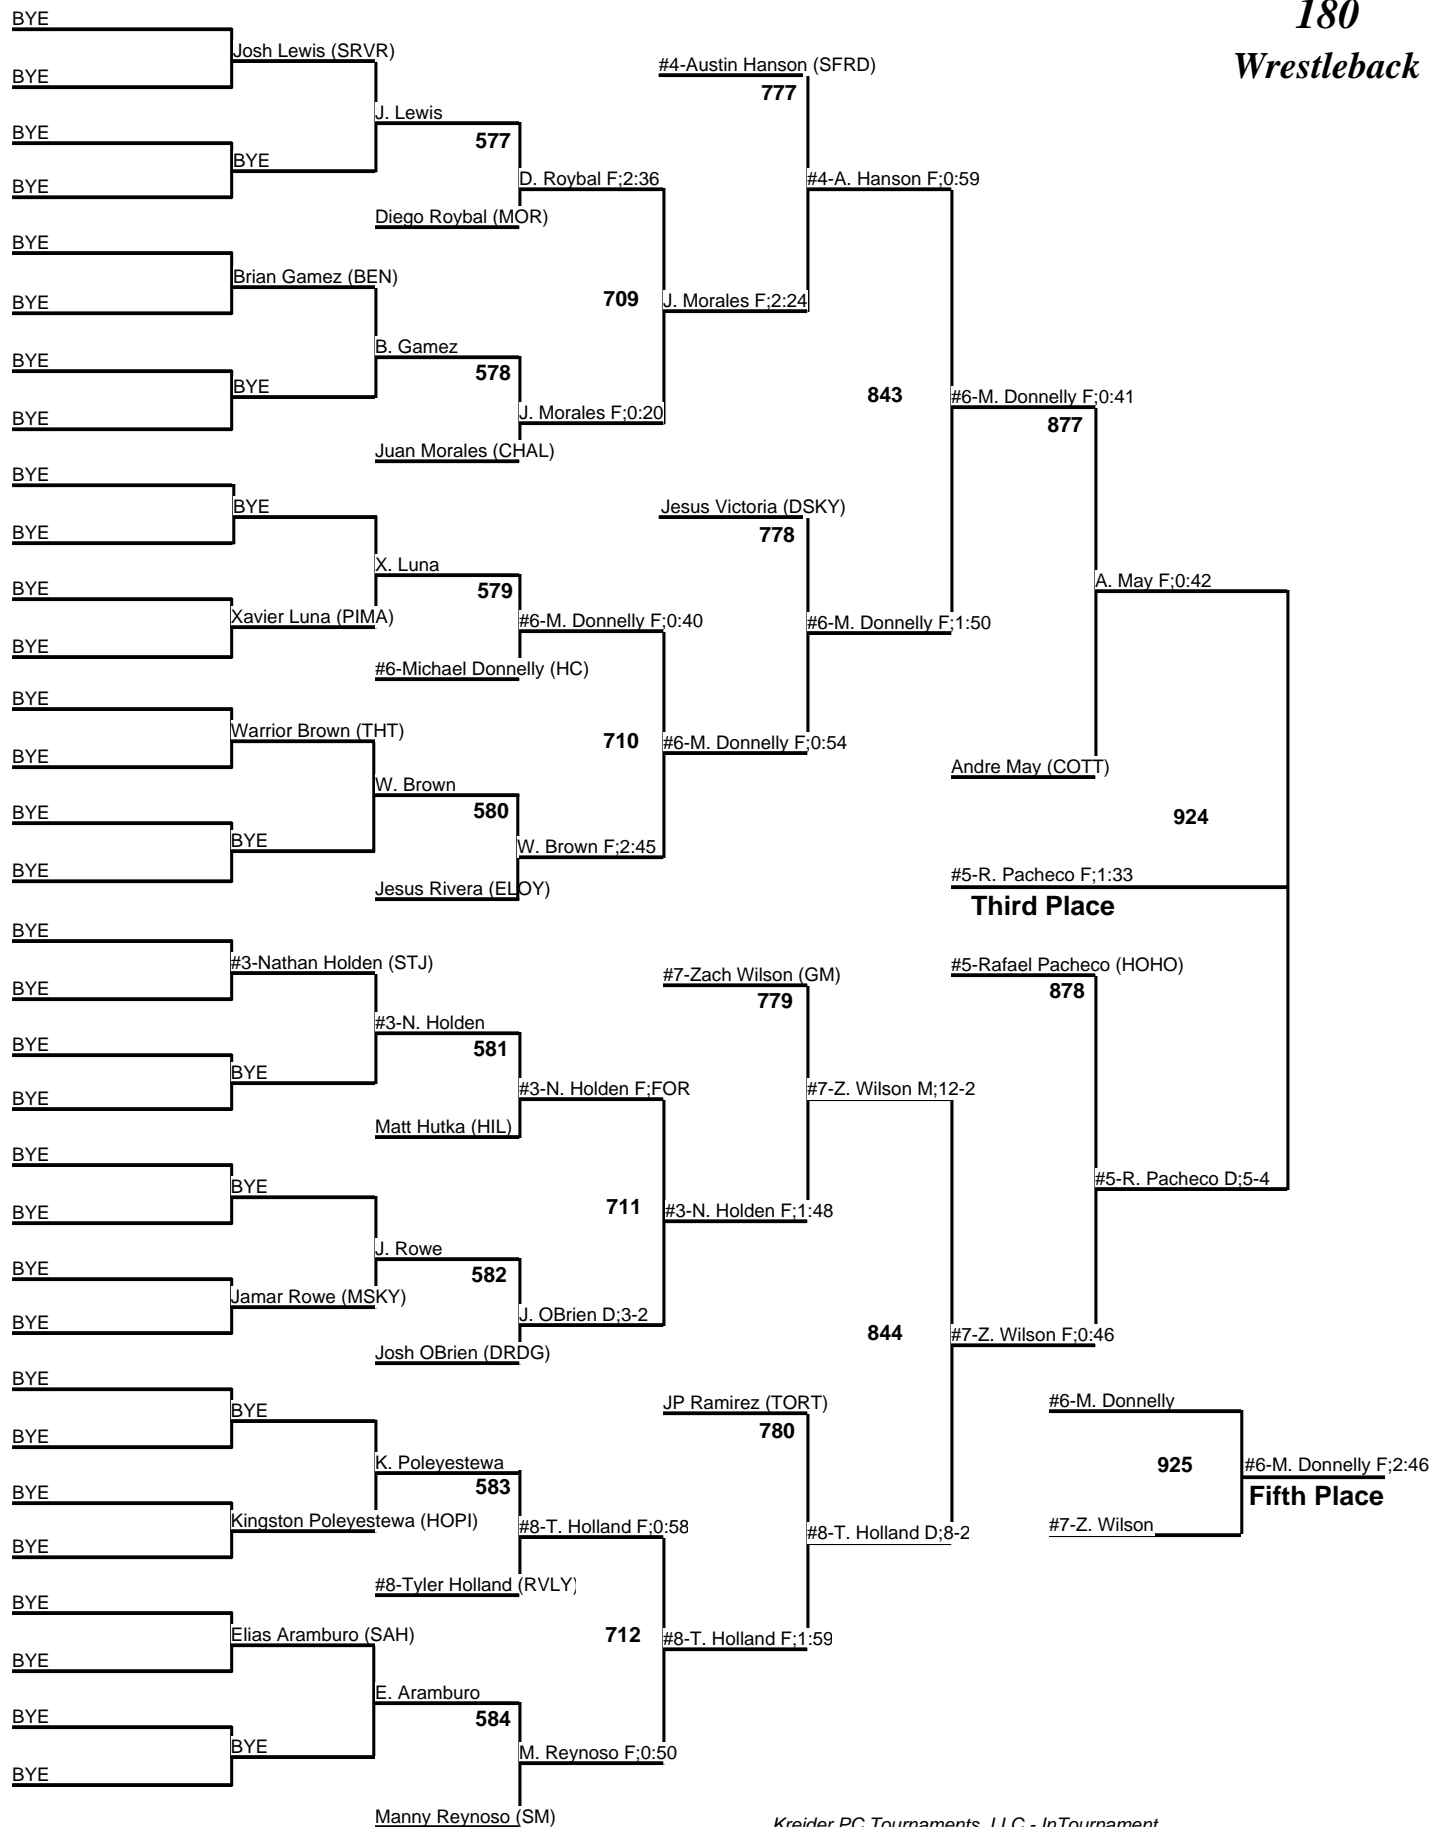 180
Wrestleback
BYE
Josh Lewis (SRVR)
#4-Austin Hanson (SFRD)
BYE
777
J. Lewis
BYE
577
BYE
D. Roybal F;2:36
#4-A. Hanson F;0:59
BYE
Diego Roybal (MOR)
BYE
Brian Gamez (BEN)
BYE
709
J. Morales F;2:24
B. Gamez
BYE
578
BYE
843
#6-M. Donnelly F;0:41
BYE
J. Morales F;0:20
877
Juan Morales (CHAL)
BYE
BYE
Jesus Victoria (DSKY)
BYE
778
X. Luna
A. May F;0:42
BYE
579
Xavier Luna (PIMA)
#6-M. Donnelly F;0:40
#6-M. Donnelly F;1:50
BYE
#6-Michael Donnelly (HC)
BYE
Warrior Brown (THT)
710
#6-M. Donnelly F;0:54
BYE
Andre May (COTT)
W. Brown
BYE
580
924
BYE
W. Brown F;2:45
BYE
#5-R. Pacheco F;1:33
Jesus Rivera (ELOY)
Third Place
BYE
#3-Nathan Holden (STJ)
#5-Rafael Pacheco (HOHO)
#7-Zach Wilson (GM)
BYE
779
878
#3-N. Holden
BYE
581
BYE
#3-N. Holden F;FOR
#7-Z. Wilson M;12-2
BYE
Matt Hutka (HIL)
BYE
BYE
#5-R. Pacheco D;5-4
BYE
711
#3-N. Holden F;1:48
J. Rowe
BYE
582
Jamar Rowe (MSKY)
BYE
J. OBrien D;3-2
844
#7-Z. Wilson F;0:46
Josh OBrien (DRDG)
BYE
BYE
JP Ramirez (TORT)
#6-M. Donnelly
BYE
780
K. Poleyestewa
925
#6-M. Donnelly F;2:46
BYE
583
Fifth Place
Kingston Poleyestewa (HOPI)
#8-T. Holland F;0:58
#8-T. Holland D;8-2
#7-Z. Wilson
BYE
#8-Tyler Holland (RVLY)
BYE
Elias Aramburo (SAH)
712
#8-T. Holland F;1:59
BYE
E. Aramburo
BYE
584
BYE
M. Reynoso F;0:50
BYE
Manny Reynoso (SM)
Kreider PC Tournaments, LLC - InTournament